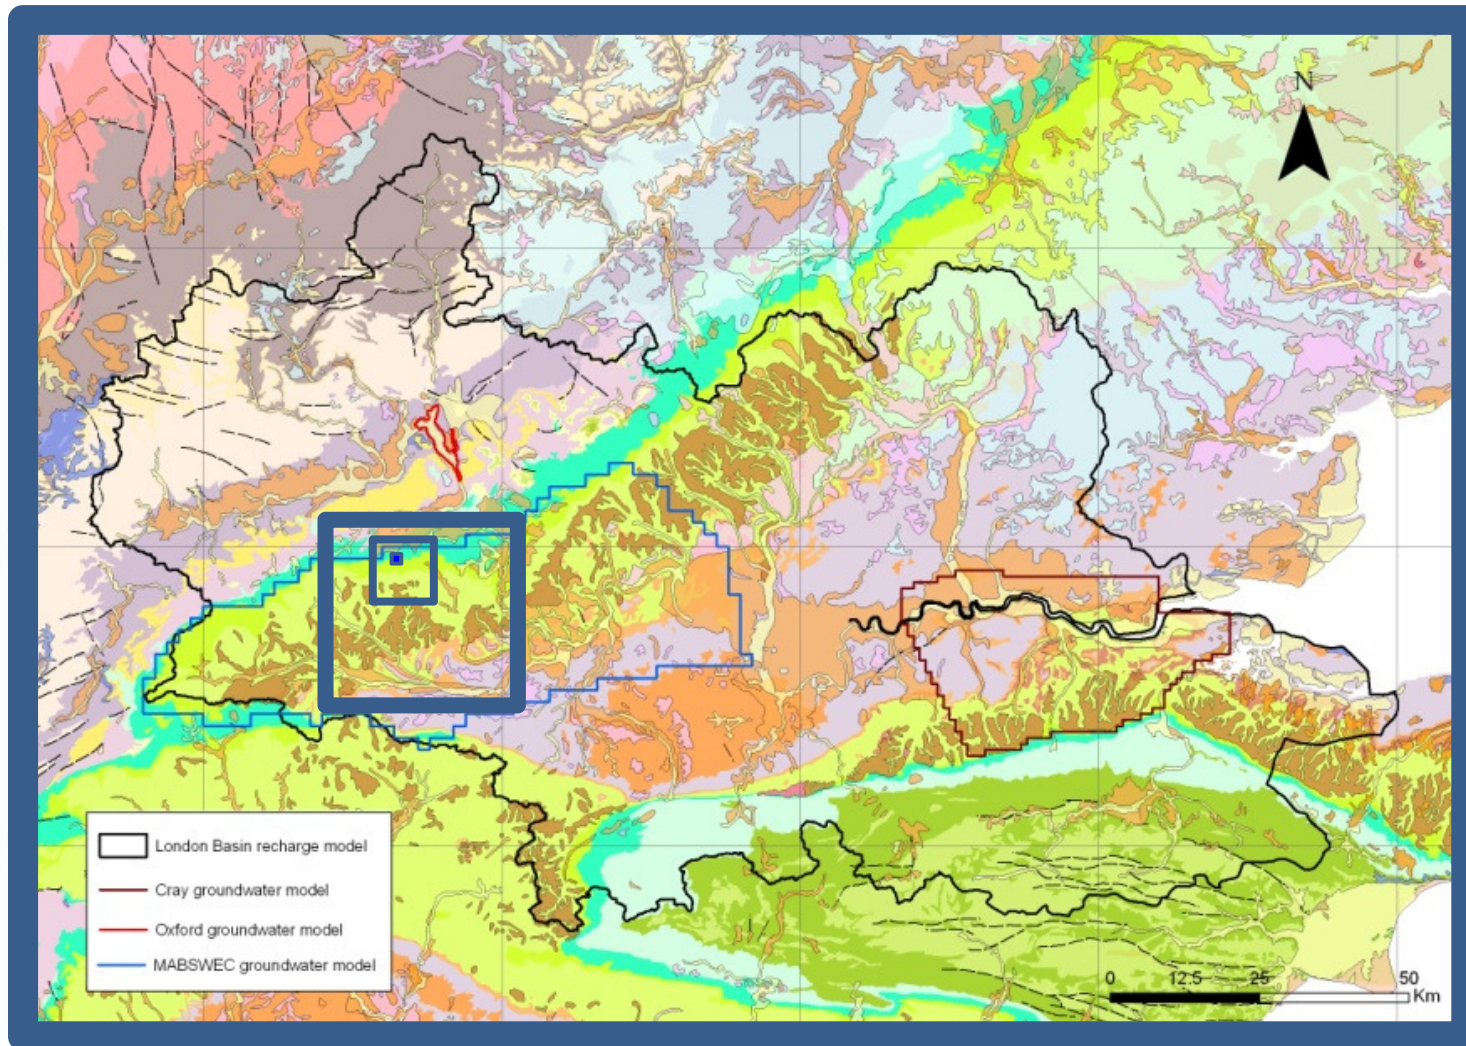 N
London Basin recharge model
Cray groundwater model
Oxford groundwater model
MABSWEC groundwater model
0 12.5 25 50
Km